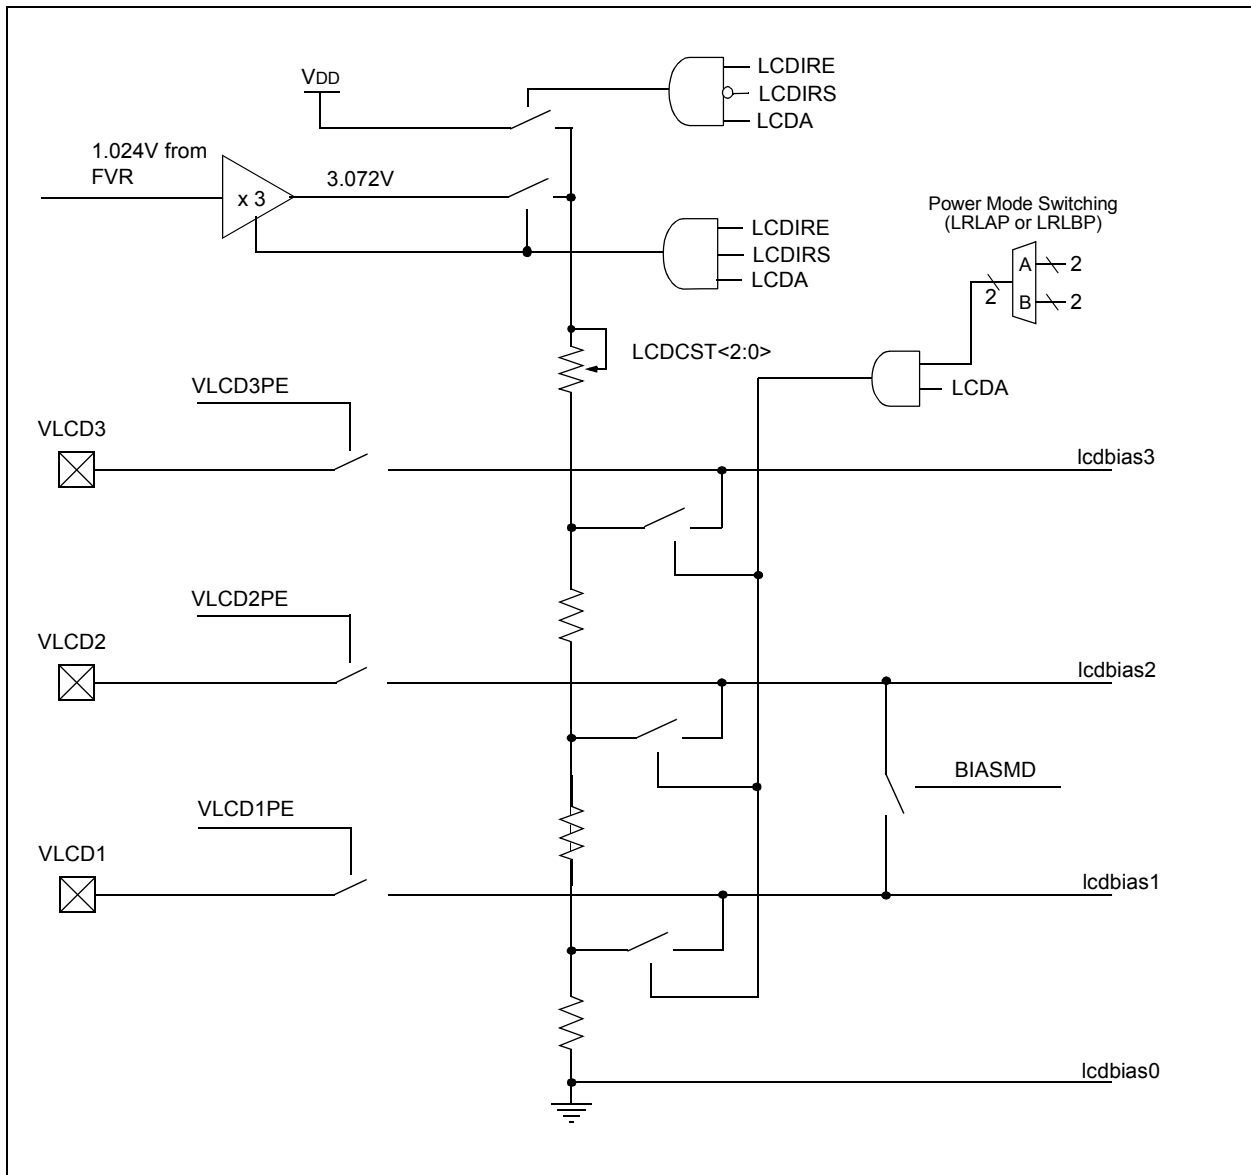 VDD
LCDIRE
LCDIRS
LCDA
1.024V from
FVR
x 3
3.072V
LCDIRE
LCDIRS
LCDA
Power Mode Switching
(LRLAP or LRLBP)
A
2
2
B
2
LCDCST<2:0>
LCDA
VLCD3PE
VLCD3
lcdbias3
VLCD2PE
VLCD2
lcdbias2
BIASMD
VLCD1PE
VLCD1
lcdbias1
lcdbias0